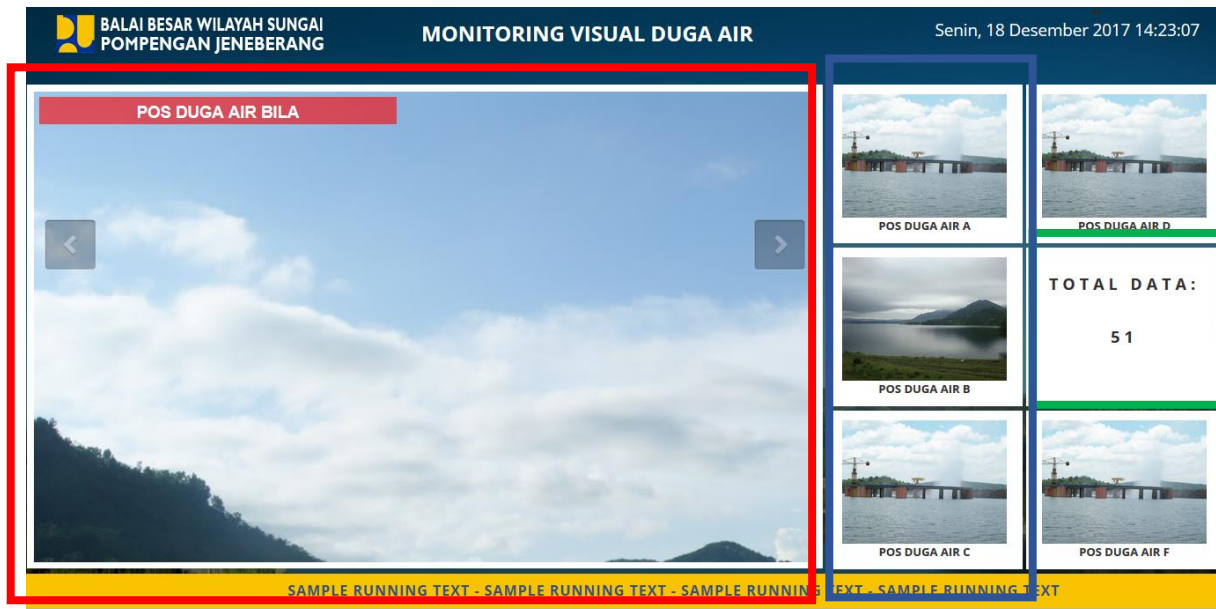 BALAI BESAR WILAYAH SUNGAI
POMPENGAN JENEBERANG
MONITORING VISUAL DUGA AIR
Senin, 18 Desember 2017 14:23:07
POS DUGA AIR BILA
POS DUGA AIR A
POS DUGA AIR D
POS DUGA AIR B
TOTAL DATA:
51
POS DUGA AIR C
POS DUGA AIR F
SAMPLE RUNNING TEXT - SAMPLE RUNNING TEXT - SAMPLE RUNNING TEXT - SAMPLE RUNNING TEXT